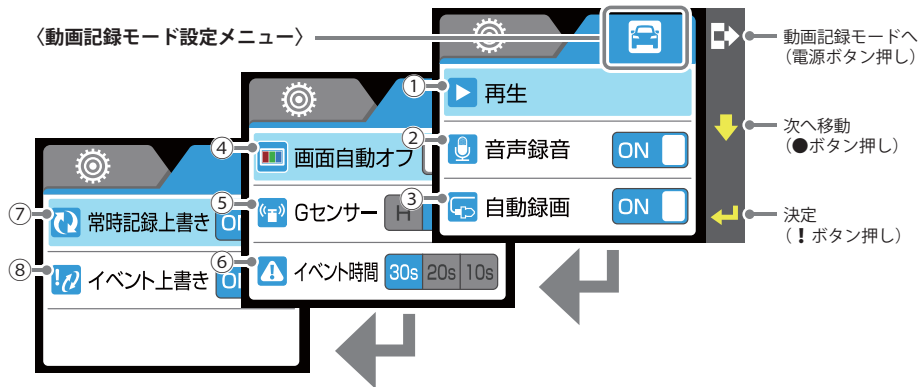 〈動画記録モード設定メニュー〉
動画記録モードへ
(電源ボタン押し)
① 再生
② 音声録音 ON
次へ移動
(●ボタン押し)
③ 自動録画 ON
決定
(！ボタン押し)
④ 画面自動オフ
⑤ Gセンサー H
⑥ イベント時間 30s 20s 10s
⑦ 常時記録上書き
⑧ イベント上書き